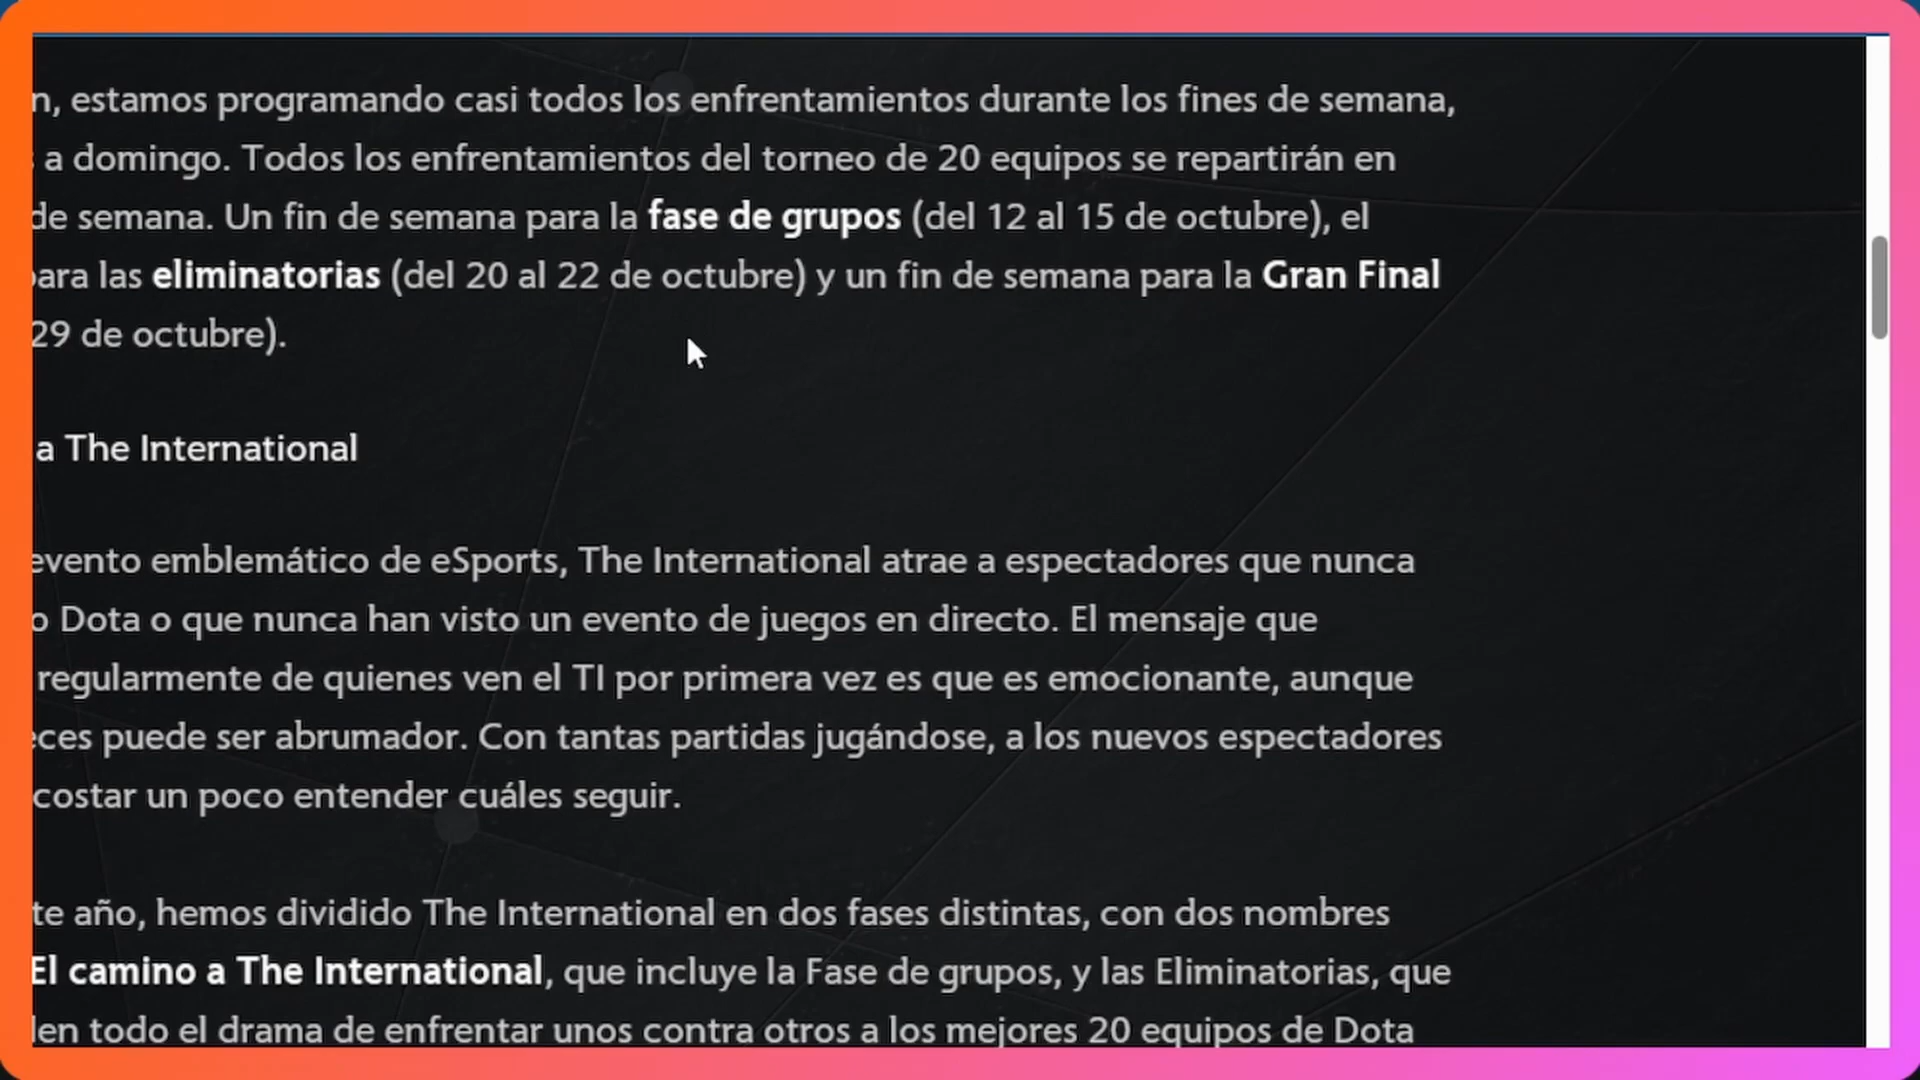 n, estamos programando casi todos los enfrentamientos durante los fines de semana,
a domingo. Todos los enfrentamientos del torneo de 20 equipos se repartirán en
de semana. Un fin de semana para la fase de grupos (del 12 al 15 de octubre), el
para las eliminatorias (del 20 al 22 de octubre) y un fin de semana para la Gran Final
29 de octubre).
a The International
evento emblemático de eSports, The International atrae a espectadores que nunca
o Dota o que nunca han visto un evento de juegos en directo. El mensaje que
regularmente de quienes ven el TI por primera vez es que es emocionante, aunque
eces puede ser abrumador. Con tantas partidas jugándose, a los nuevos espectadores
costar un poco entender cuáles seguir.
te año, hemos dividido The International en dos fases distintas, con dos nombres
El camino a The International, que incluye la Fase de grupos, y las Eliminatorias, que
den todo el drama de enfrentar unos contra otros a los mejores 20 equipos de Dota